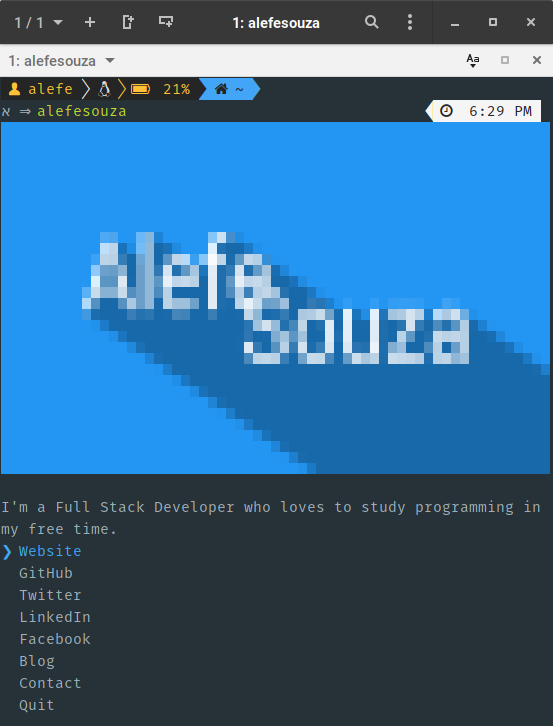 1 / 1
1: alefesouza
1: alefesouza
Aa
alefe 21% ~
א ⇒ alefesouza
6:29 PM
alefe
souza
I'm a Full Stack Developer who loves to study programming in
my free time.
❯ Website
GitHub
Twitter
LinkedIn
Facebook
Blog
Contact
Quit